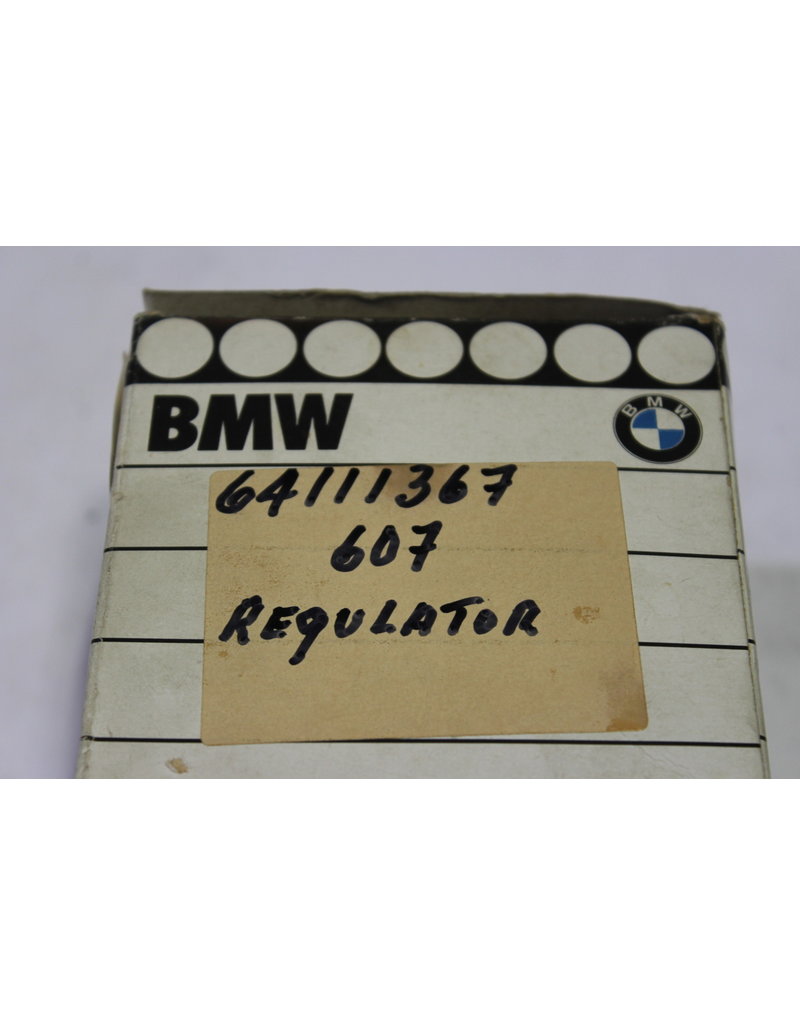 BMW
BMW
64111367
607
REGULATOR